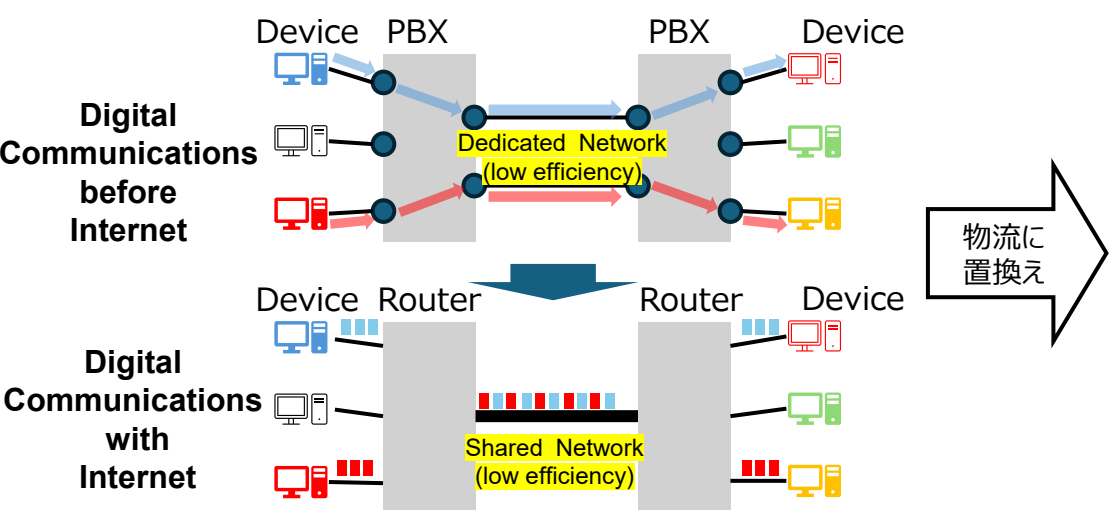 Device PBX PBX Device
Digital
Communications
before
Internet
Dedicated Network
(low efficiency)
物流に
置換え
Device Router Router Device
Digital
Communications
with
Internet
Shared Network
(low efficiency)